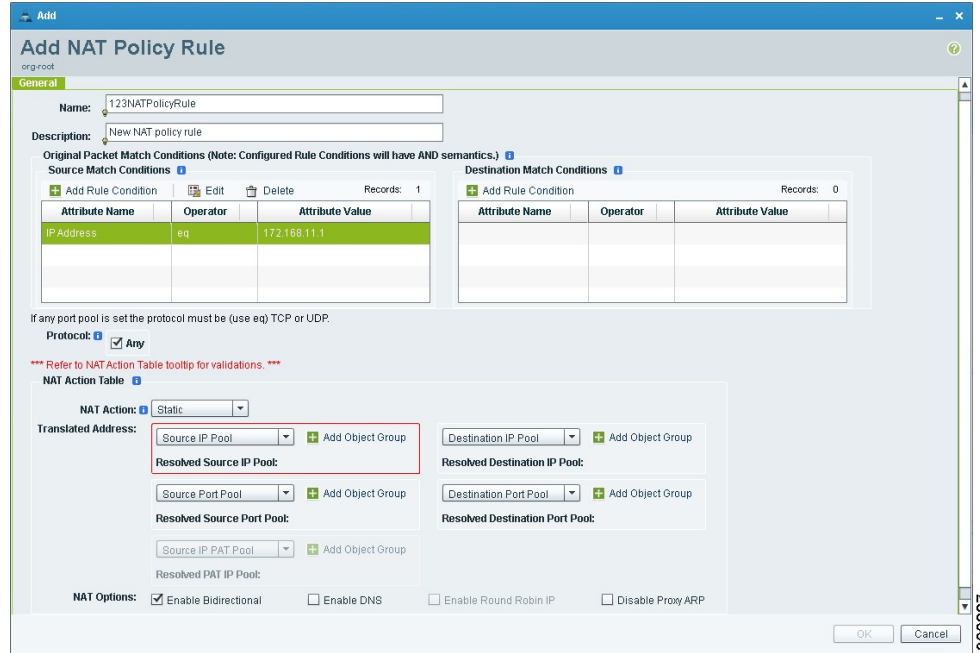 Add
Add NAT Policy Rule
org-root
General
Name: 123NATPolicyRule
Description: New NAT policy rule
Original Packet Match Conditions (Note: Configured Rule Conditions will have AND semantics.)
Source Match Conditions
Destination Match Conditions
Add Rule Condition Edit Delete Records: 1
Add Rule Condition Records: 0
Attribute Name Operator Attribute Value
Attribute Name Operator Attribute Value
IP Address eq 172.168.11.1
If any port pool is set the protocol must be (use eq) TCP or UDP.
Protocol: Any
*** Refer to NAT Action Table tooltip for validations. ***
NAT Action Table
NAT Action: Static
Translated Address:
Source IP Pool Add Object Group
Resolved Source IP Pool:
Destination IP Pool Add Object Group
Resolved Destination IP Pool:
Source Port Pool Add Object Group
Resolved Source Port Pool:
Destination Port Pool Add Object Group
Resolved Destination Port Pool:
Source IP PAT Pool Add Object Group
Resolved PAT IP Pool:
NAT Options: Enable Bidirectional Enable DNS Enable Round Robin IP Disable Proxy ARP
OK Cancel